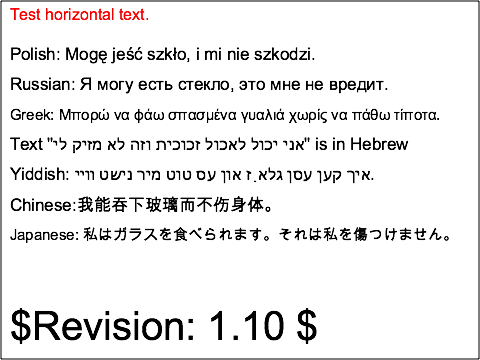 Test horizontal text.
Polish: Mogę jeść szkło, i mi nie szkodzi.
Russian: Я могу есть стекло, это мне не вредит.
Greek: Μπορώ να φάω σπασμένα γυαλιά χωρίς να πάθω τίποτα.
Text "אני יכול לאכול זכוכית וזה לא מזיק לי" is in Hebrew
Yiddish: איך קען עסן גלאָז און עס טוט מיר נישט װײ.
Chinese:我能吞下玻璃而不伤身体。
Japanese: 私はガラスを食べられます。それは私を傷つけません。
$Revision: 1.10 $